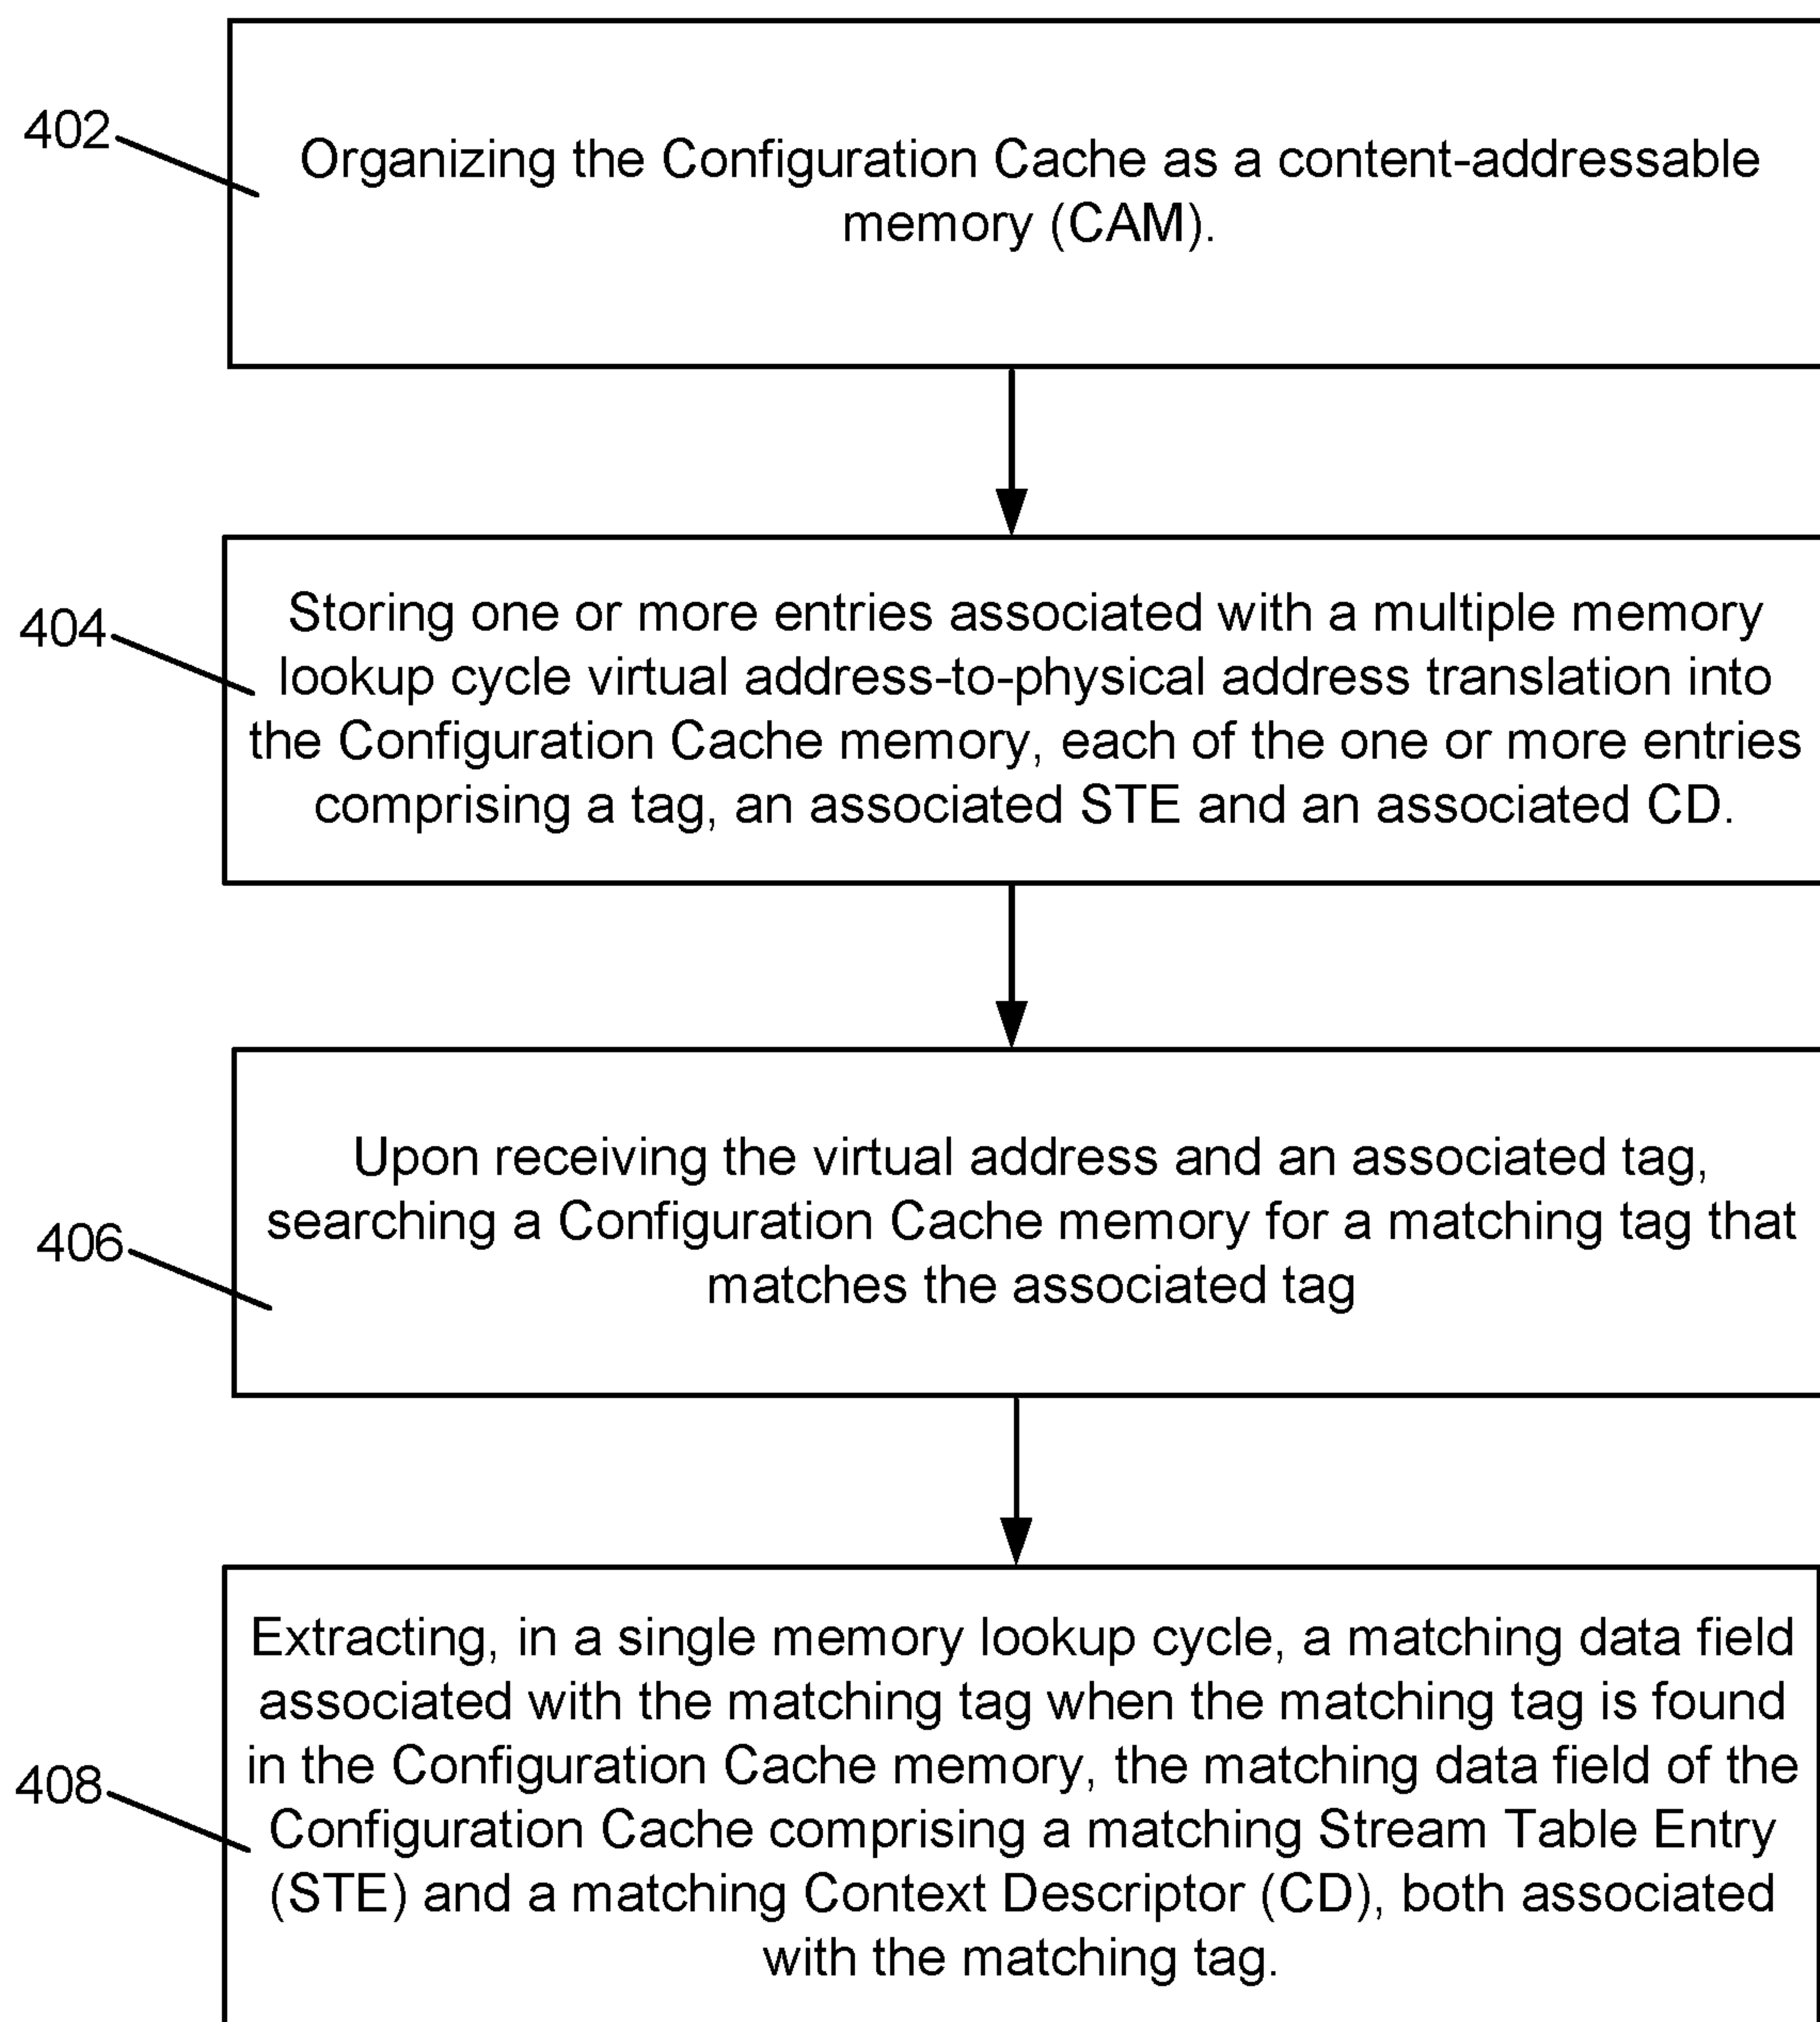 402
Organizing the Configuration Cache as a content-addressable
memory (CAM).
404
Storing one or more entries associated with a multiple memory
lookup cycle virtual address-to-physical address translation into
the Configuration Cache memory, each of the one or more entries
comprising a tag, an associated STE and an associated CD.
406
Upon receiving the virtual address and an associated tag,
searching a Configuration Cache memory for a matching tag that
matches the associated tag
408
Extracting, in a single memory lookup cycle, a matching data field
associated with the matching tag when the matching tag is found
in the Configuration Cache memory, the matching data field of the
Configuration Cache comprising a matching Stream Table Entry
(STE) and a matching Context Descriptor (CD), both associated
with the matching tag.